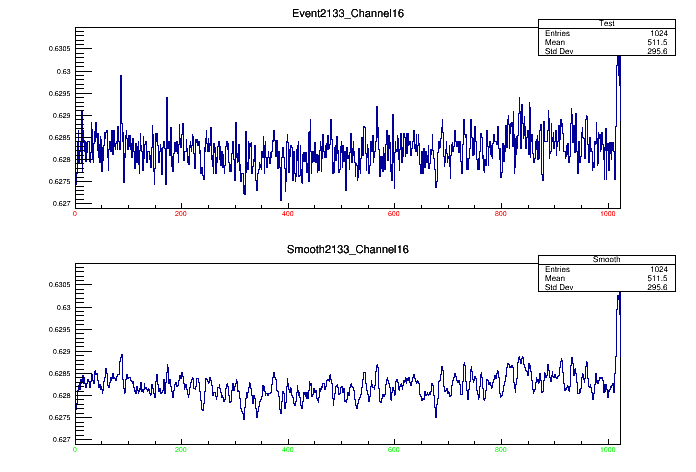 Event2133_Channel16
Test
Entries 1024
Mean 511.5
Std Dev 295.6
0.6305
0.63
0.6295
0.629
0.6285
0.628
0.6275
0.627
0 200 400 600 800 1000
Smooth2133_Channel16
Smooth
Entries 1024
Mean 511.5
Std Dev 295.6
0.6305
0.63
0.6295
0.629
0.6285
0.628
0.6275
0.627
0 200 400 600 800 1000